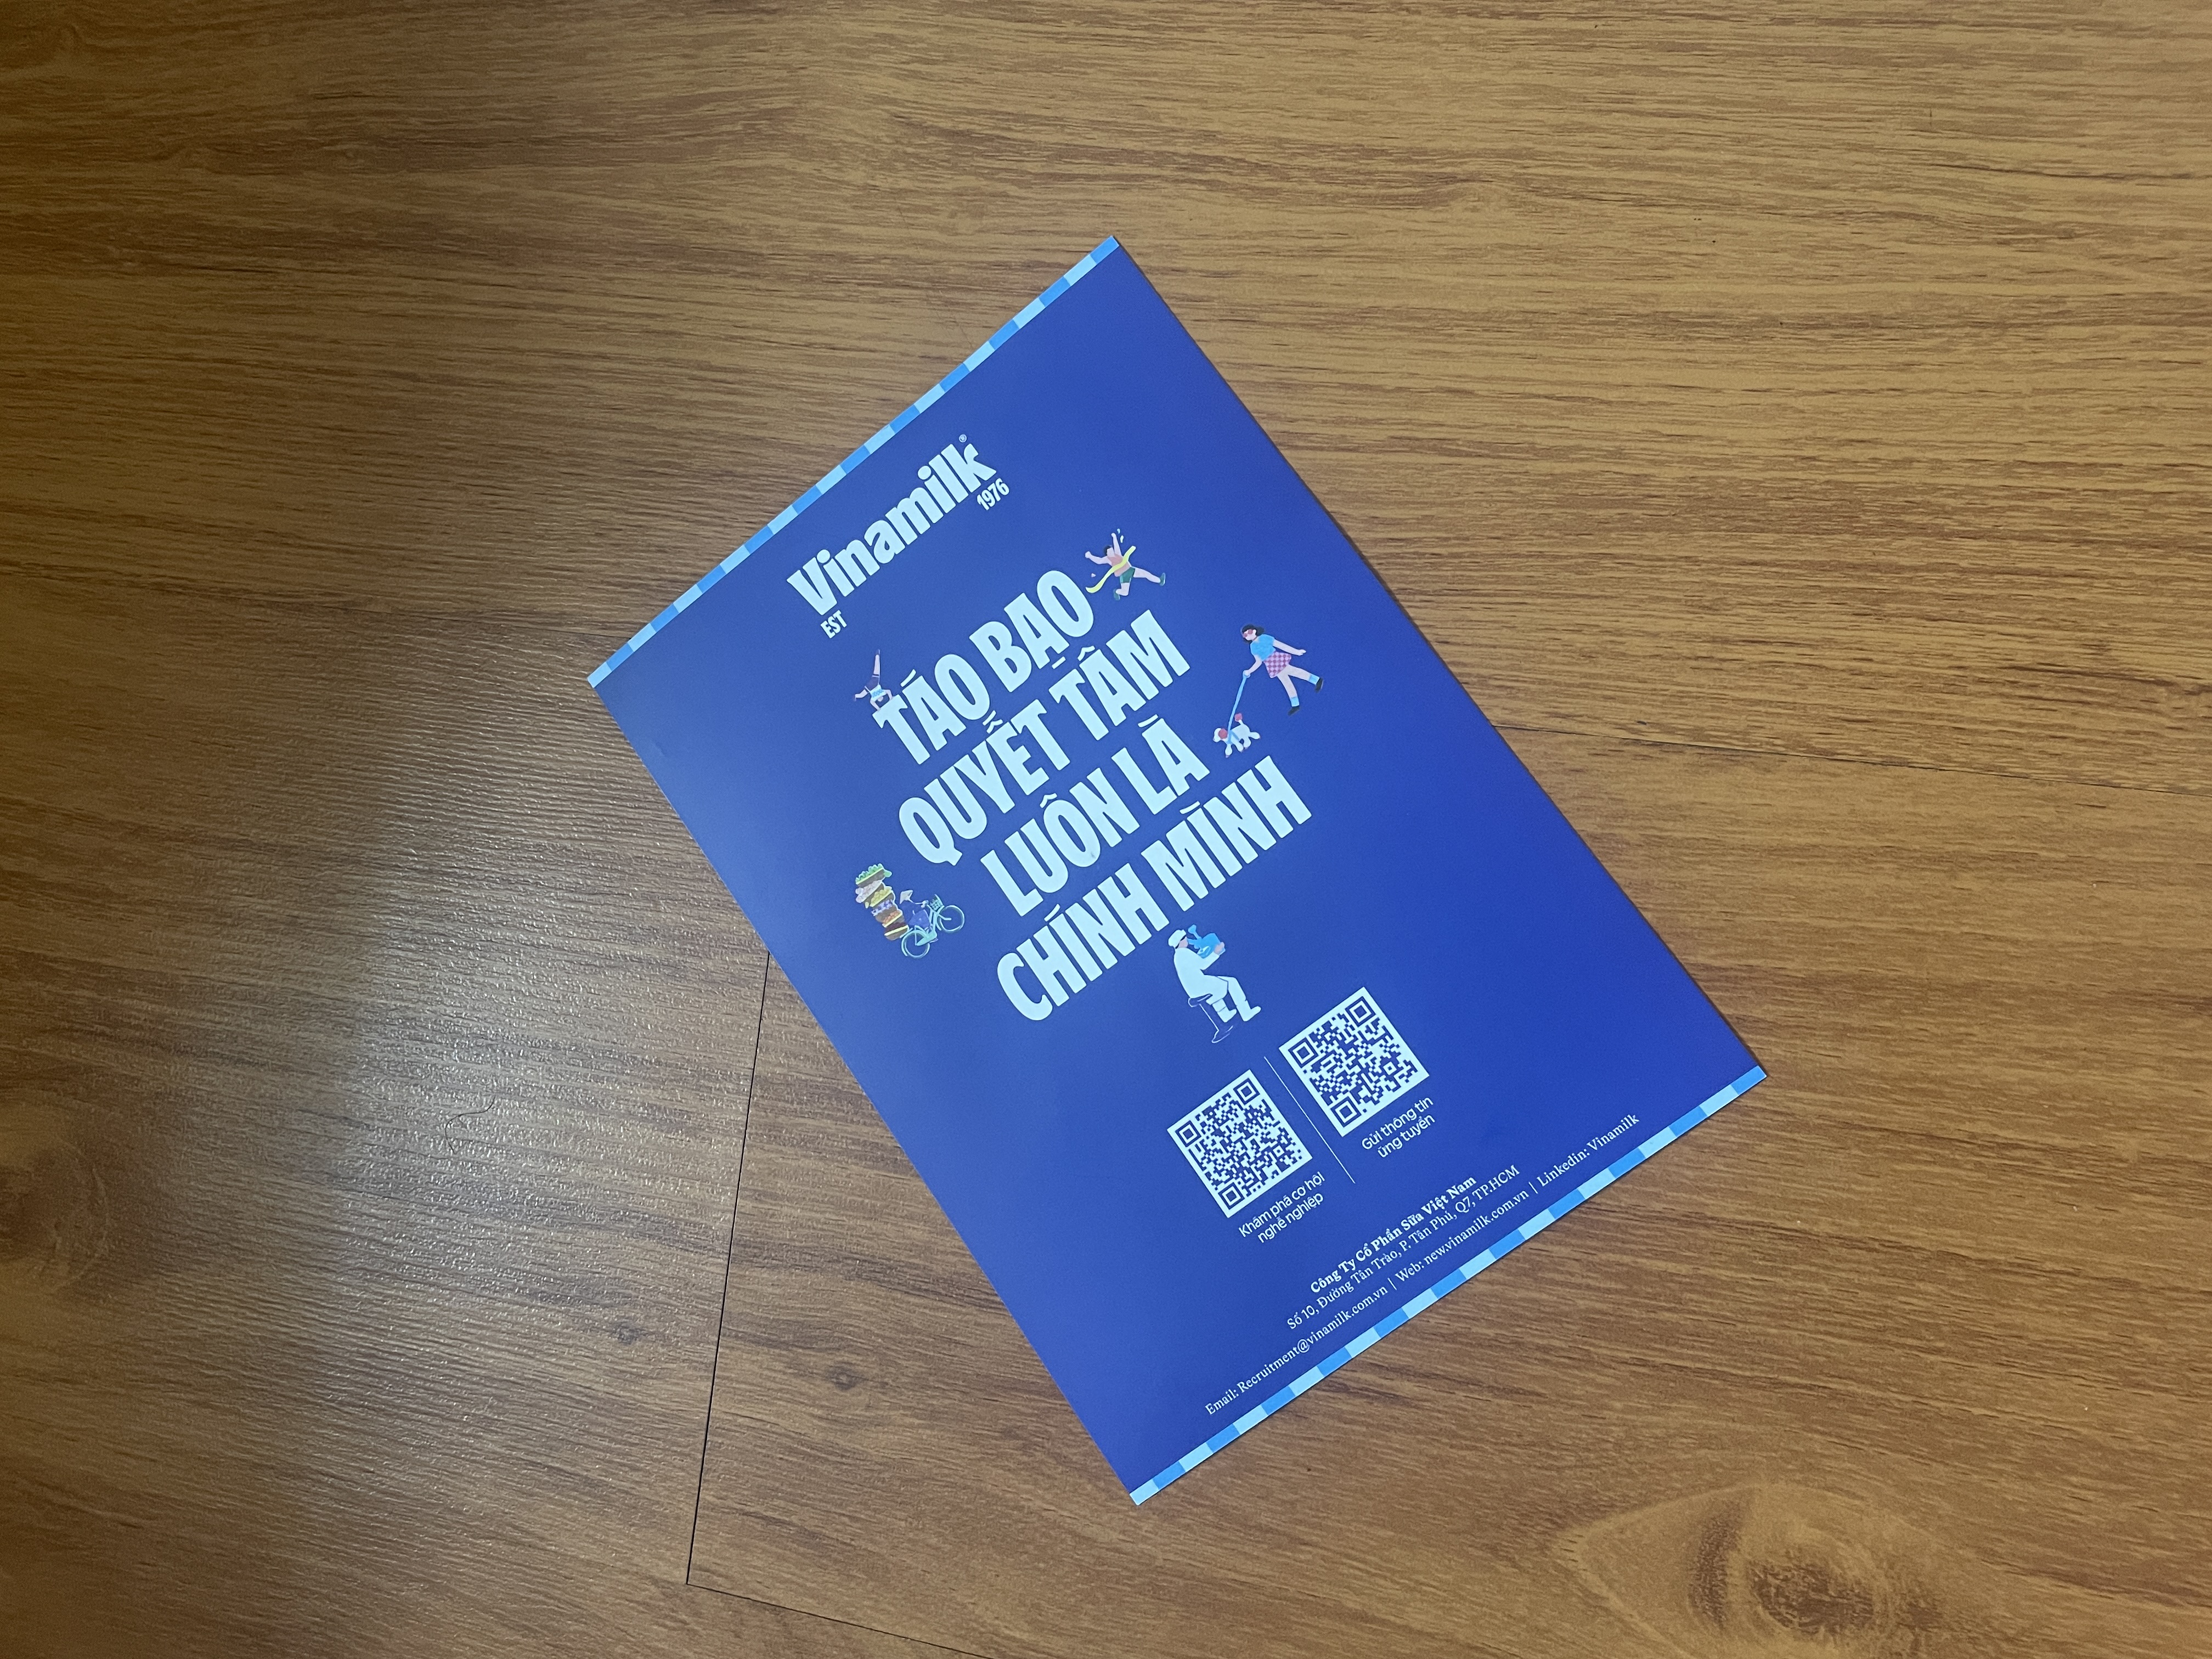 Vinamilk®
EST 1976
TÁO BẠO
QUYẾT TÂM
LUÔN LÀ
CHÍNH MÌNH
Khám phá cơ hội
nghề nghiệp
Gửi thông tin
ứng tuyển
Công Ty Cổ Phần Sữa Việt Nam
Số 10, Đường Tân Trào, P. Tân Phú, Q7, TP.HCM
Email: Recruitment@vinamilk.com.vn | Web: new.vinamilk.com.vn | Linkedin: Vinamilk